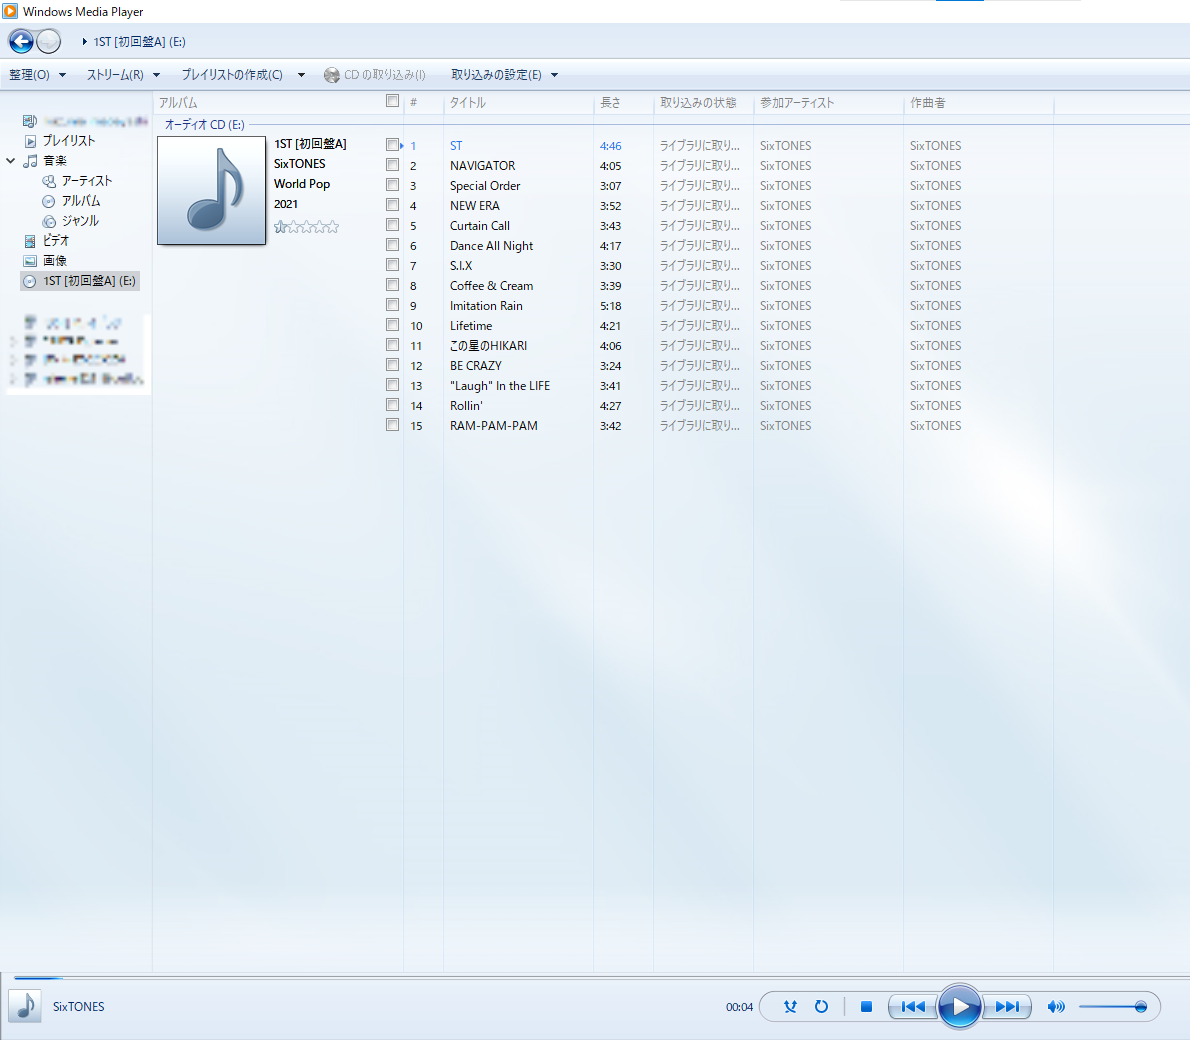 Windows Media Player
1ST [初回盤A] (E:)
整理(O) ストリーム(R) プレイリストの作成(C) CD の取り込み(I) 取り込みの設定(E)
アルバム # タイトル 長さ 取り込みの状態 参加アーティスト 作曲者
プレイリスト
音楽
アーティスト
アルバム
ジャンル
ビデオ
画像
1ST [初回盤A] (E:)
オーディオ CD (E:)
1ST [初回盤A]
SixTONES
World Pop
2021
1 ST 4:46 ライブラリに取り... SixTONES SixTONES
2 NAVIGATOR 4:05 ライブラリに取り... SixTONES SixTONES
3 Special Order 3:07 ライブラリに取り... SixTONES SixTONES
4 NEW ERA 3:52 ライブラリに取り... SixTONES SixTONES
5 Curtain Call 3:43 ライブラリに取り... SixTONES SixTONES
6 Dance All Night 4:17 ライブラリに取り... SixTONES SixTONES
7 S.I.X 3:30 ライブラリに取り... SixTONES SixTONES
8 Coffee & Cream 3:39 ライブラリに取り... SixTONES SixTONES
9 Imitation Rain 5:18 ライブラリに取り... SixTONES SixTONES
10 Lifetime 4:21 ライブラリに取り... SixTONES SixTONES
11 この星のHIKARI 4:06 ライブラリに取り... SixTONES SixTONES
12 BE CRAZY 3:24 ライブラリに取り... SixTONES SixTONES
13 "Laugh" In the LIFE 3:41 ライブラリに取り... SixTONES SixTONES
14 Rollin' 4:27 ライブラリに取り... SixTONES SixTONES
15 RAM-PAM-PAM 3:42 ライブラリに取り... SixTONES SixTONES
SixTONES 00:04